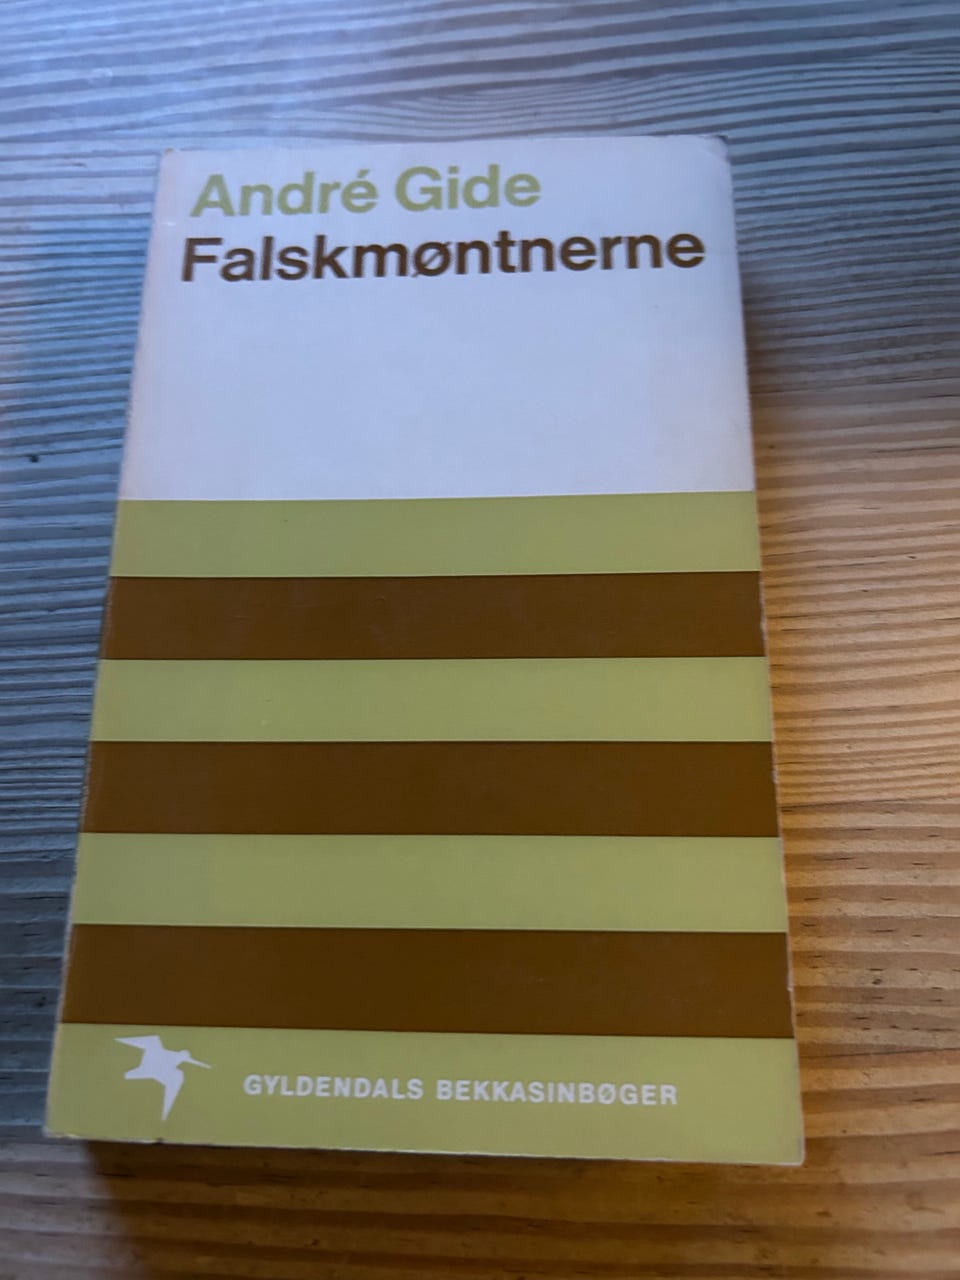 André Gide
Falskmøntnerne
GYLDENDALS BEKKASINBØGER